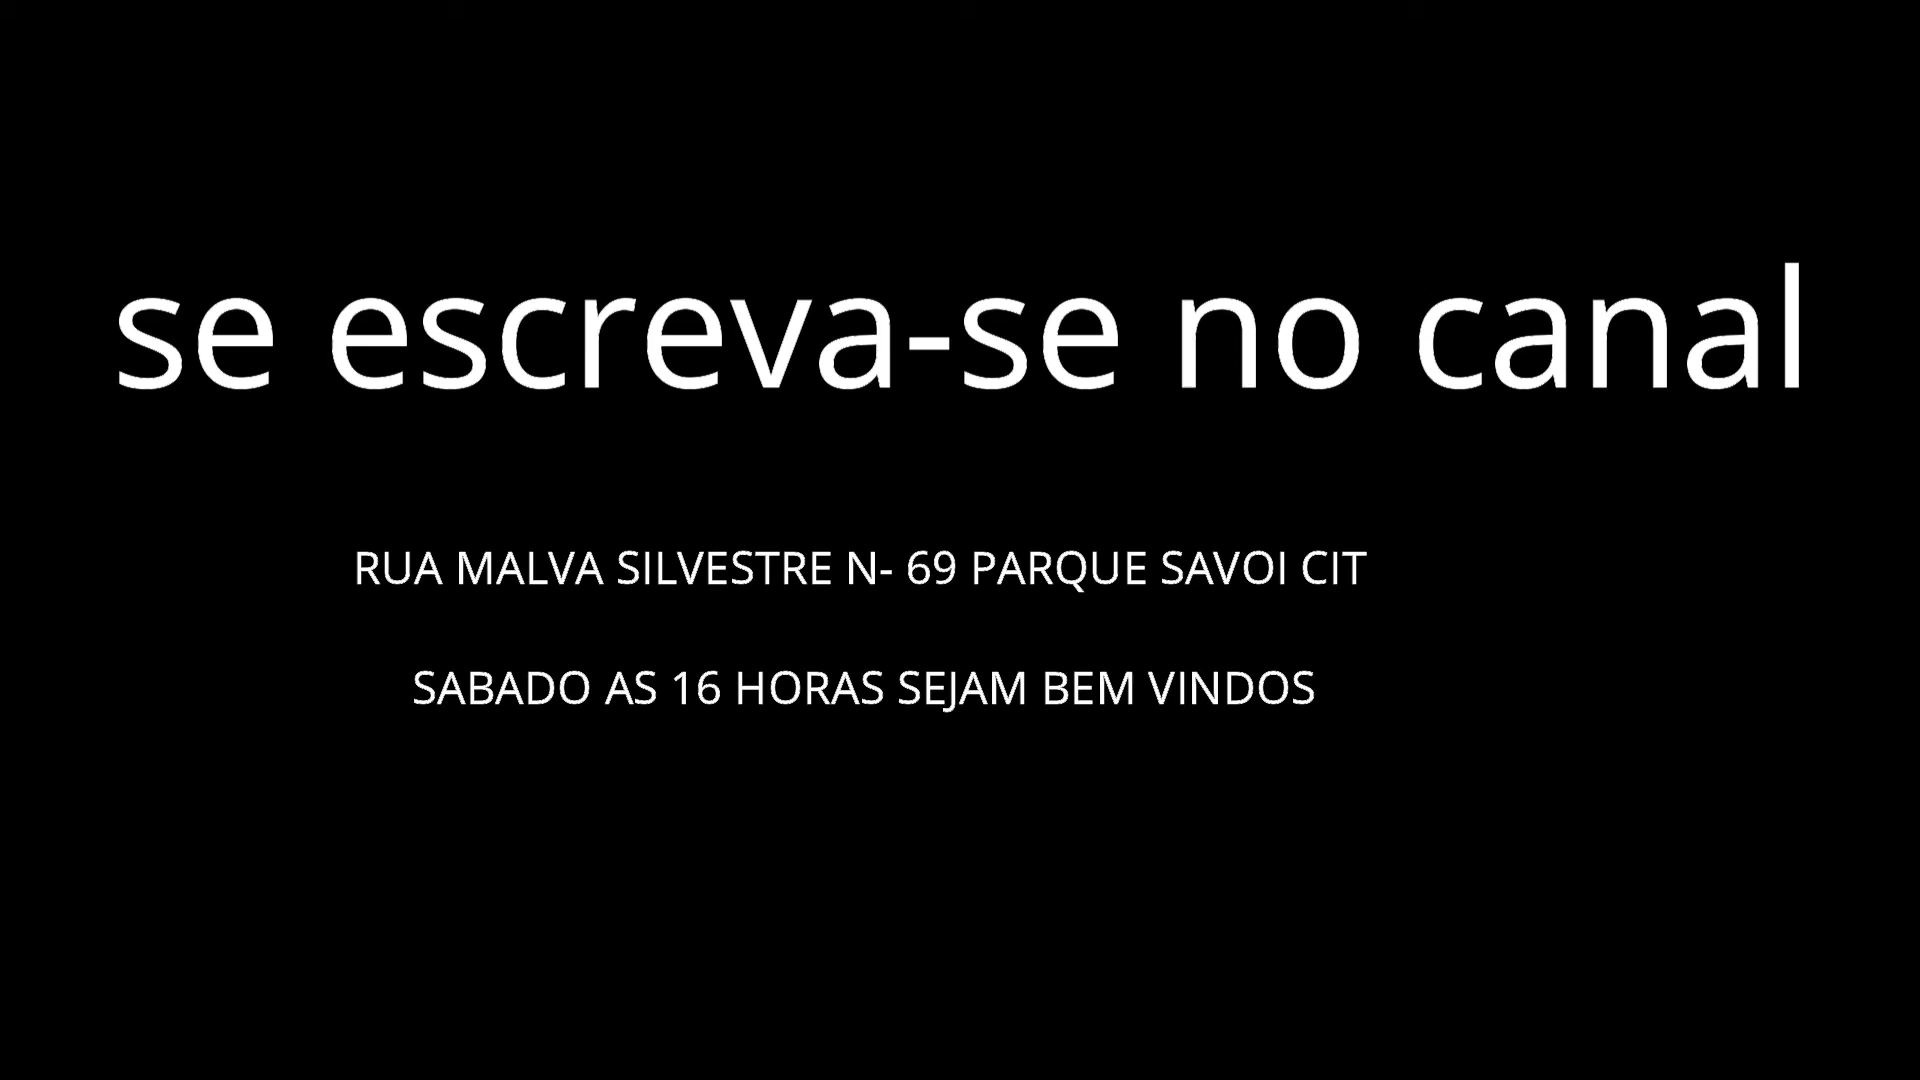 se escreva-se no canal
RUA MALVA SILVESTRE N- 69 PARQUE SAVOI CIT
SABADO AS 16 HORAS SEJAM BEM VINDOS